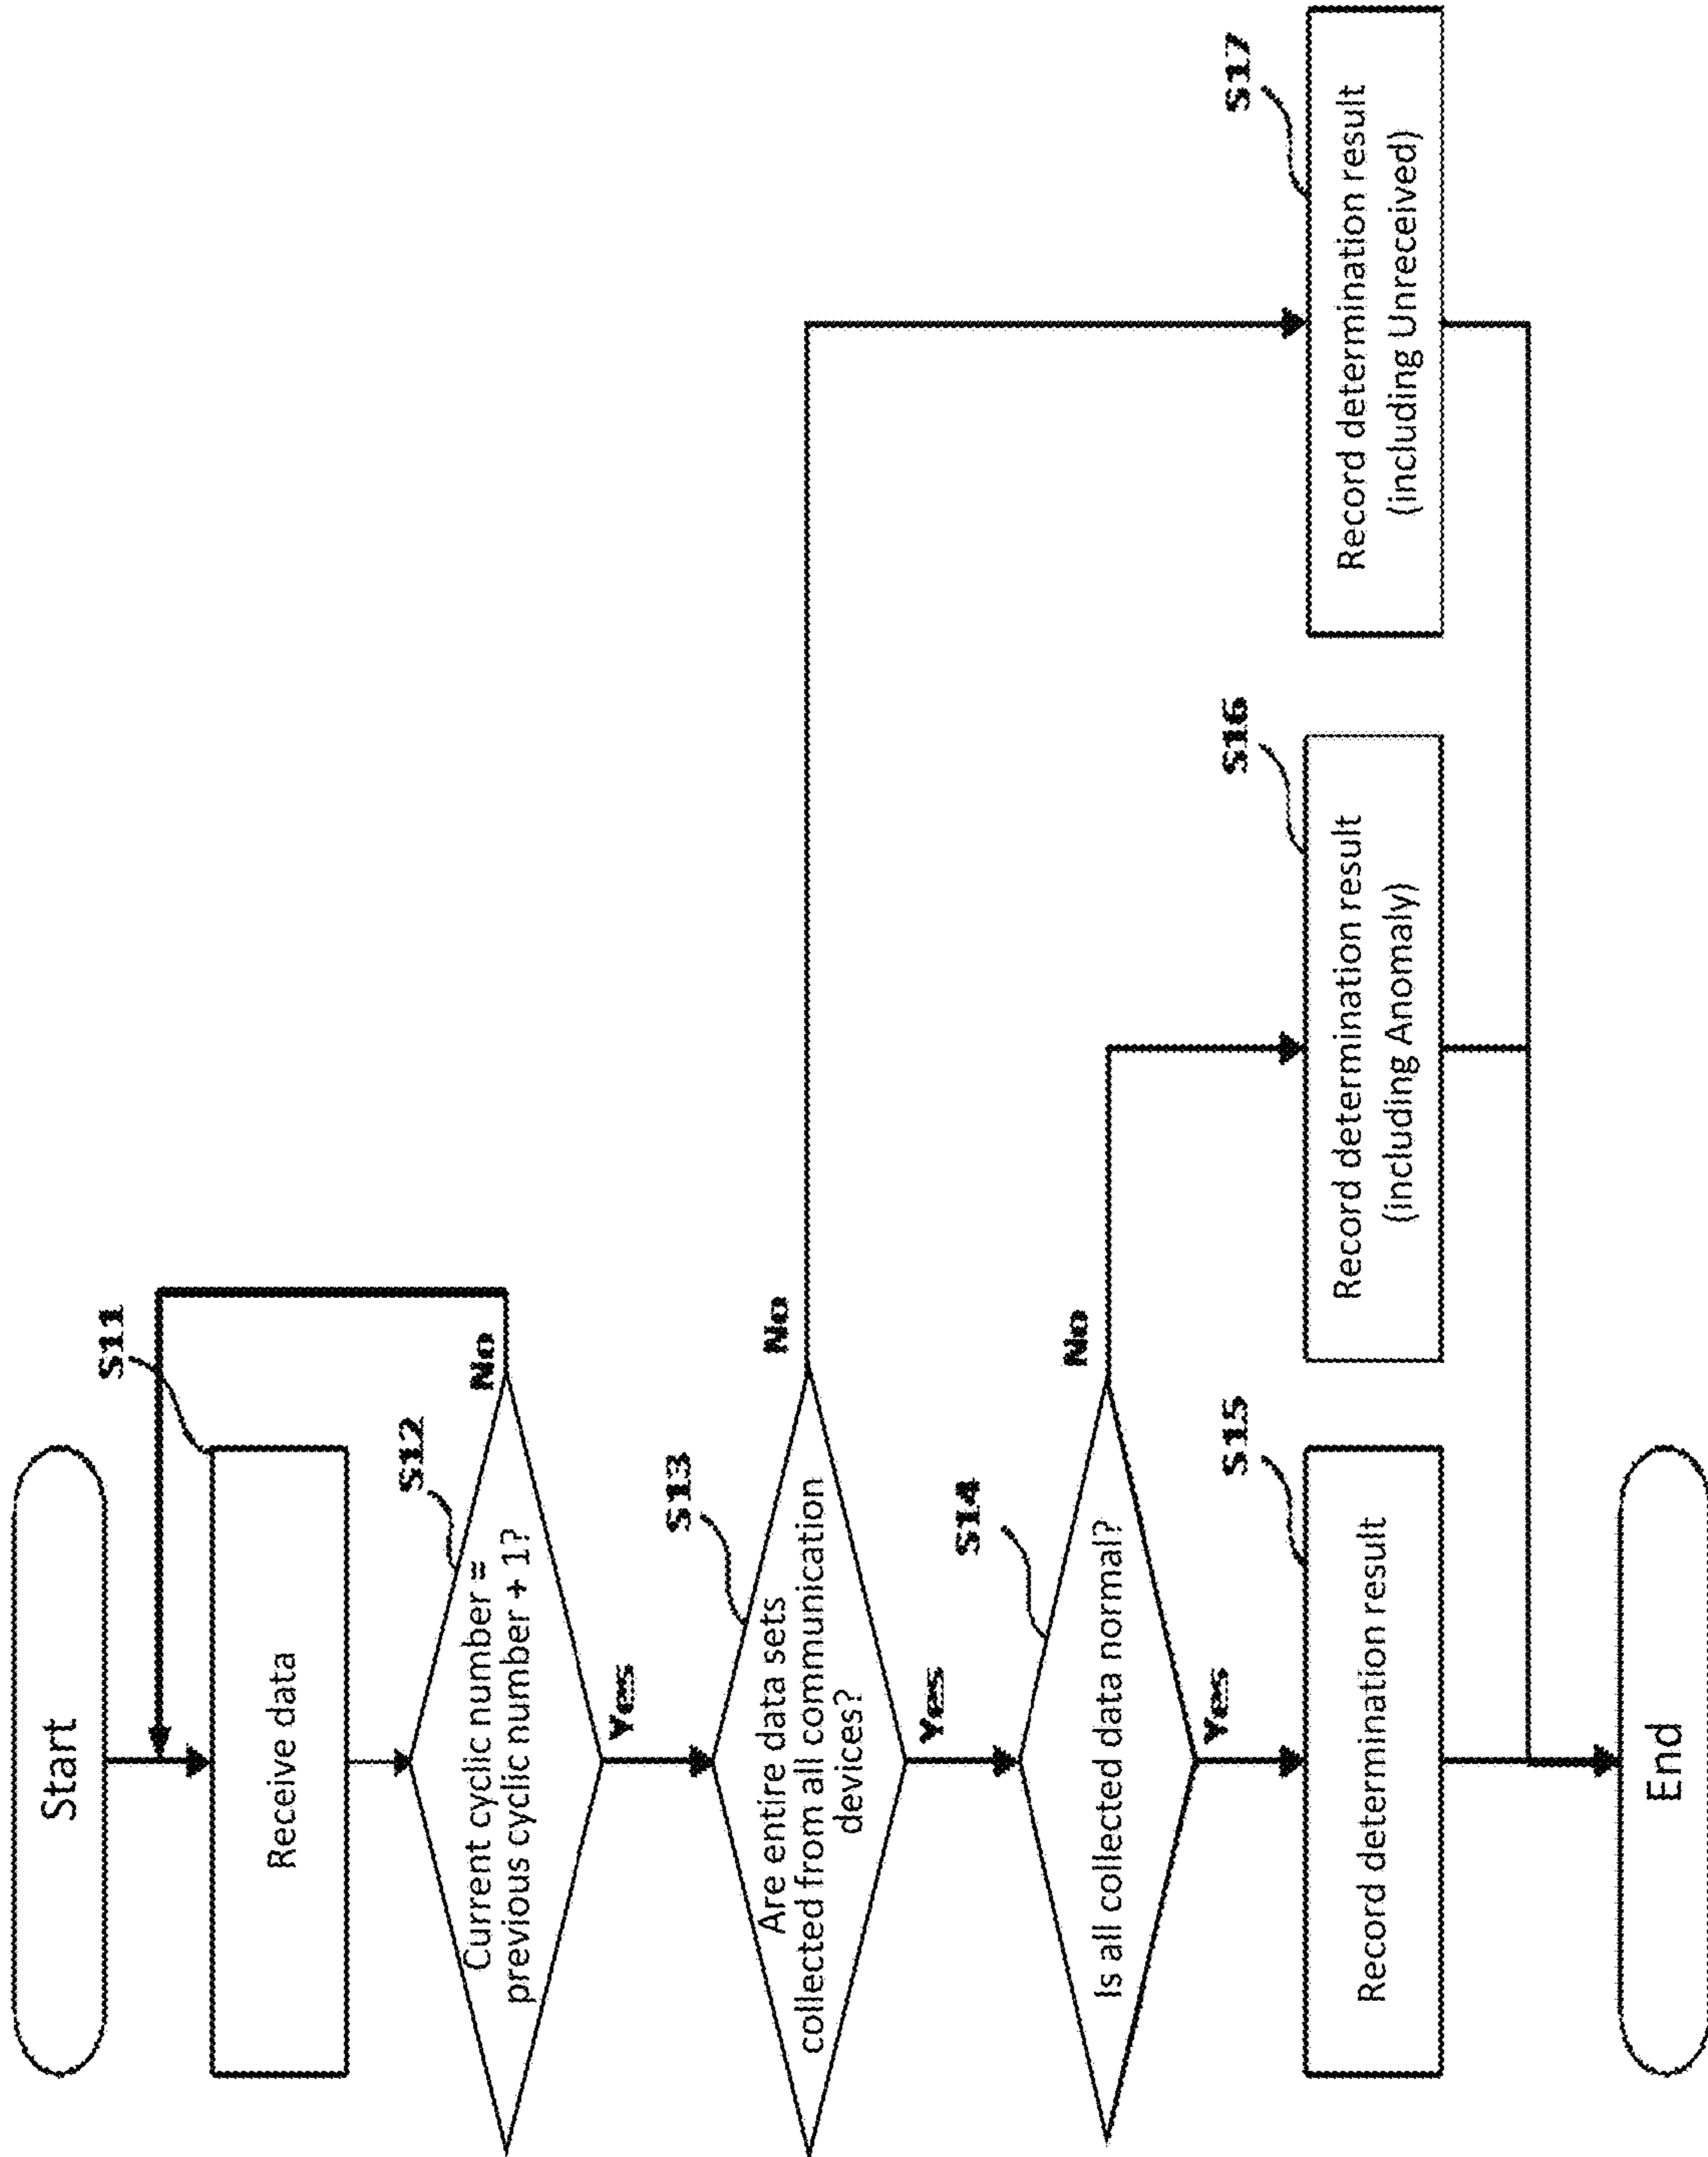 Start
S11
Receive data
S12
Current cyclic number =
previous cyclic number + 1?
No
Yes
S13
Are entire data sets
collected from all communication
devices?
No
Yes
S14
Is all collected data normal?
No
Yes
S15
Record determination result
S16
Record determination result
(including Anomaly)
S17
Record determination result
(including Unreceived)
End